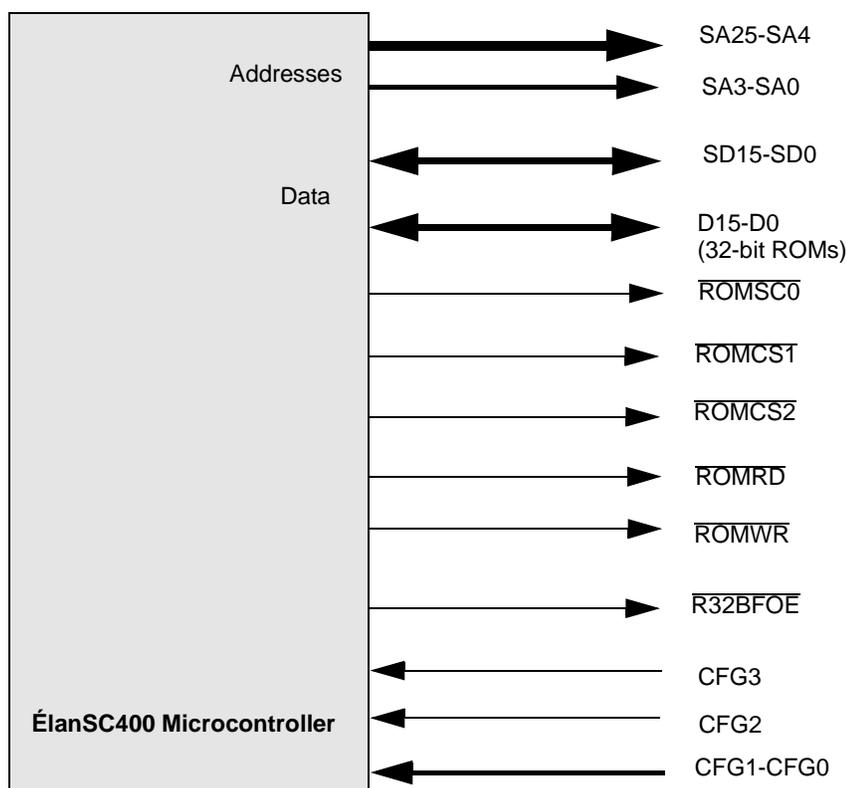 SA25-SA4
Addresses
SA3-SA0
SD15-SD0
Data
D15-D0
(32-bit ROMs)
ROMSC0
ROMCS1
ROMCS2
ROMRD
ROMWR
R32BFOE
CFG3
ÉlanSC400 Microcontroller
CFG2
CFG1-CFG0